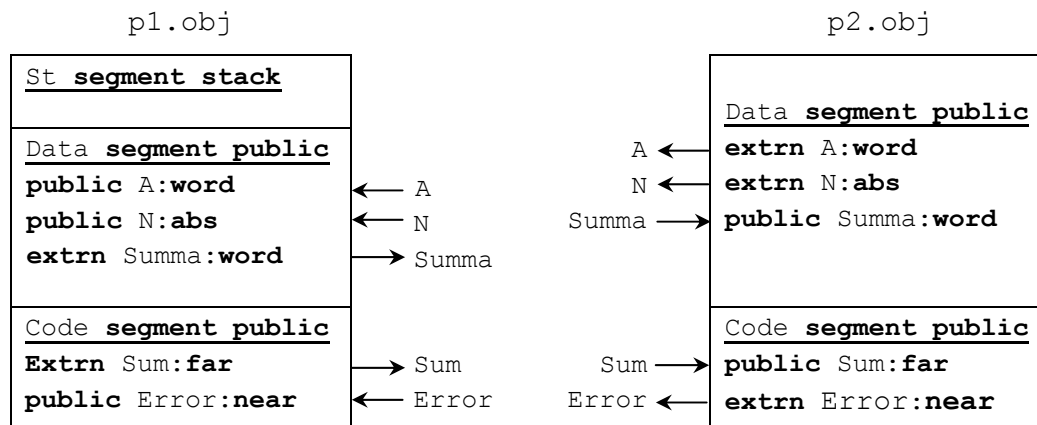 p1.obj
St segment stack
Data segment public
public A:word
public N:abs
extrn Summa:word
Code segment public
Extrn Sum:far
public Error:near
A
N
Summa
Sum
Error
p2.obj
A
N
Summa
Sum
Error
Data segment public
extrn A:word
extrn N:abs
public Summa:word
Code segment public
public Sum:far
extrn Error:near